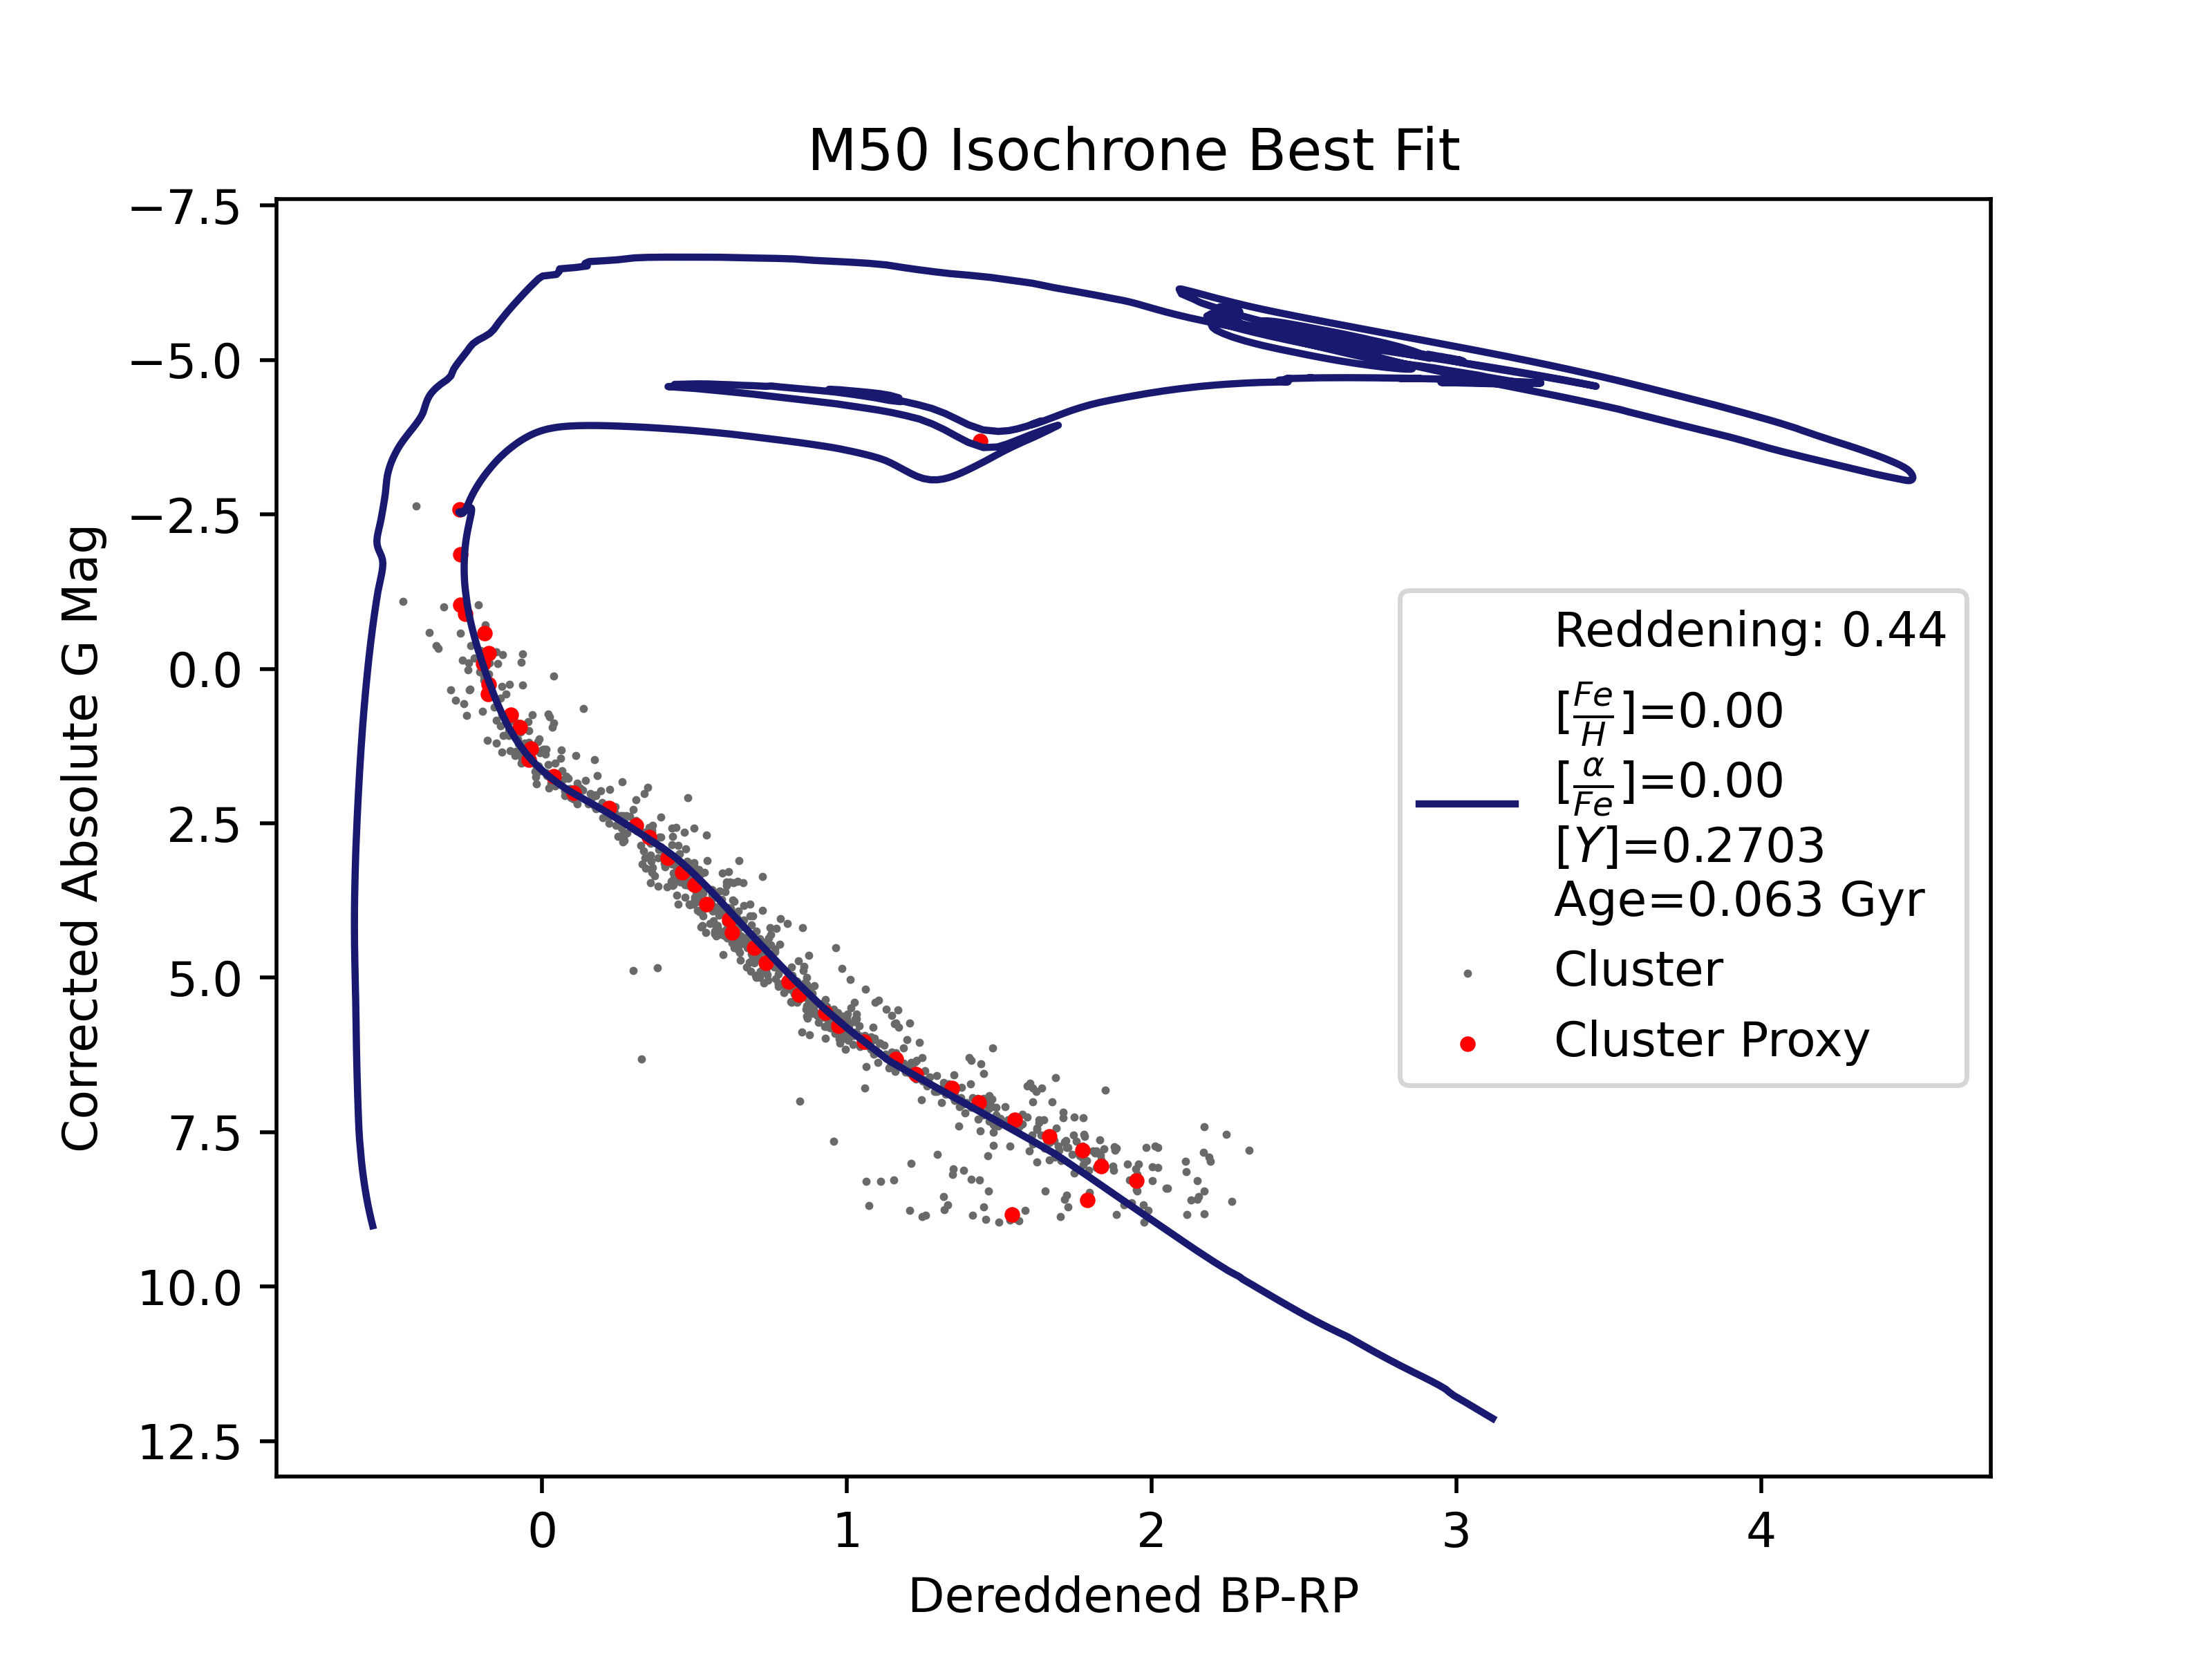 M50 Isochrone Best Fit
Corrected Absolute G Mag
−7.5
−5.0
−2.5
0.0
2.5
5.0
7.5
10.0
12.5
Reddening: 0.44
[Fe/H]=0.00
[α/Fe]=0.00
[Y]=0.2703
Age=0.063 Gyr
Cluster
Cluster Proxy
0 1 2 3 4
Dereddened BP-RP